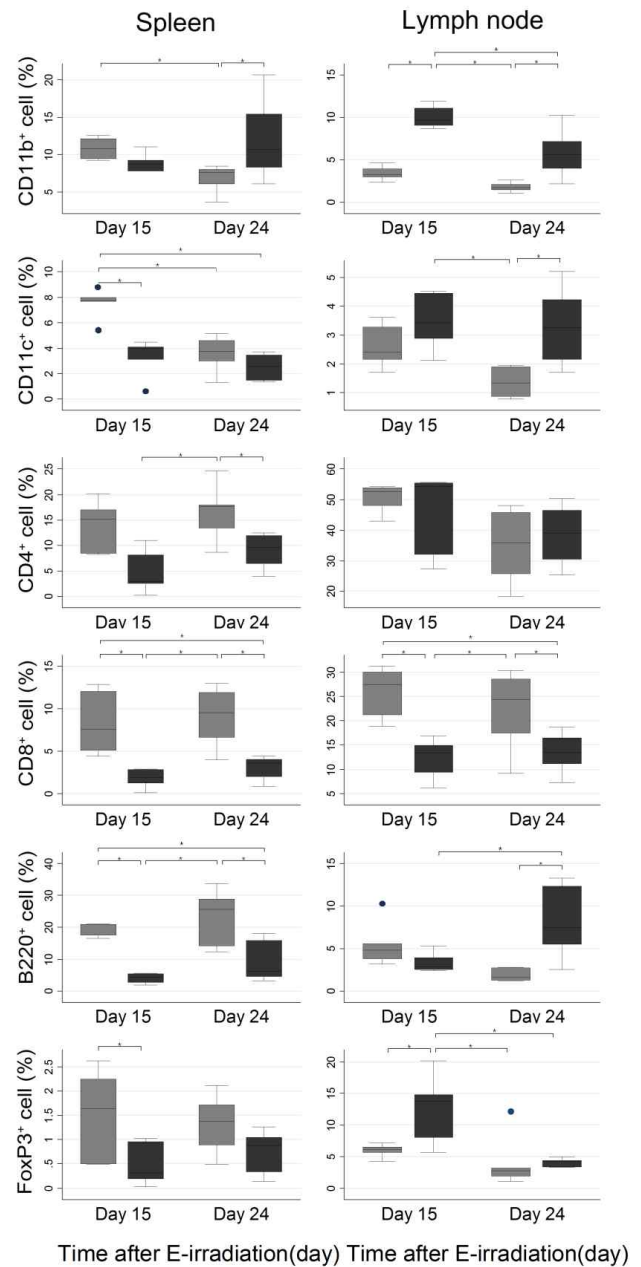 Spleen Lymph node
CD11b⁺ cell (%)
20
15
10
5
* *
Day 15 Day 24
15
10
5
0
* * * *
Day 15 Day 24
CD11c⁺ cell (%)
10
8
6
4
2
0
* * *
Day 15 Day 24
5
4
3
2
1
* *
Day 15 Day 24
CD4⁺ cell (%)
25
20
15
10
5
0
* *
Day 15 Day 24
60
50
40
30
20
Day 15 Day 24
CD8⁺ cell (%)
15
10
5
0
* * * *
Day 15 Day 24
30
25
20
15
10
5
* * * *
Day 15 Day 24
B220⁺ cell (%)
40
30
20
10
0
* * * *
Day 15 Day 24
15
10
5
0
* *
Day 15 Day 24
FoxP3⁺ cell (%)
2.5
2
1.5
1
.5
0
*
Day 15 Day 24
20
15
10
5
0
* * *
Day 15 Day 24
Time after E-irradiation(day) Time after E-irradiation(day)